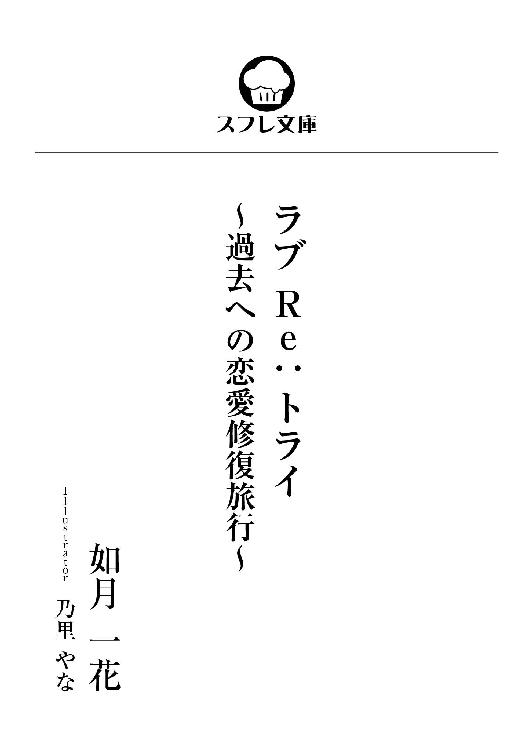 スフレ文庫
ラブ Re：トライ
～過去への恋愛修復旅行～
如月 一花
Illustrator 乃里 やな